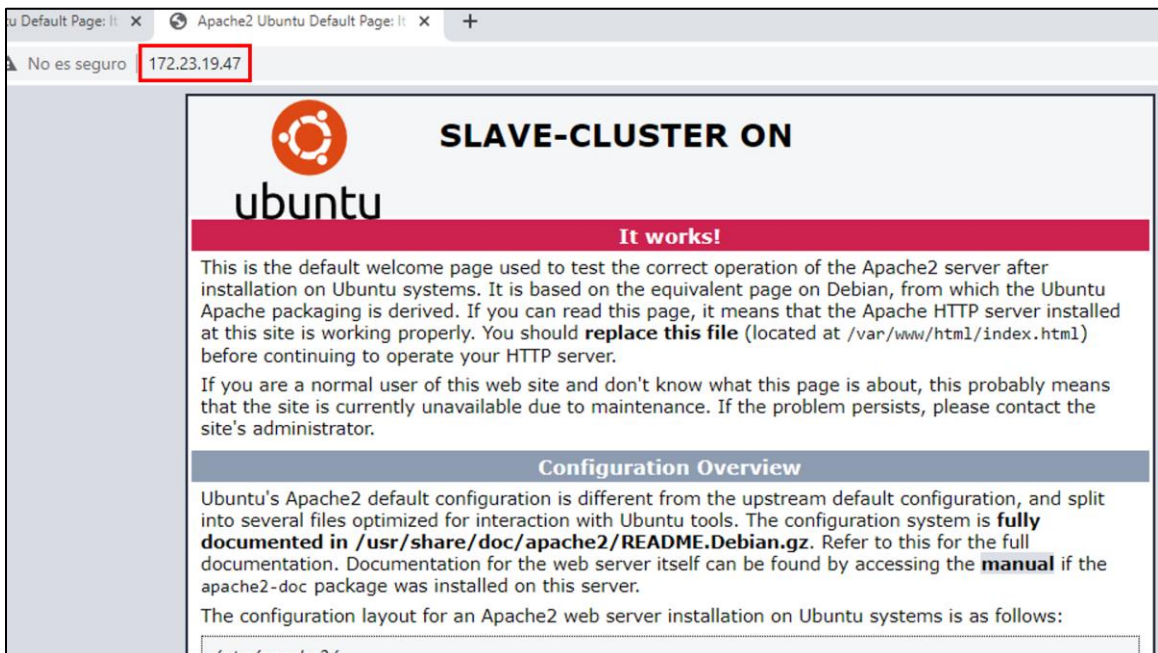 u Default Page: It
Apache2 Ubuntu Default Page: It
No es seguro | 172.23.19.47
ubuntu
SLAVE-CLUSTER ON
It works!
This is the default welcome page used to test the correct operation of the Apache2 server after
installation on Ubuntu systems. It is based on the equivalent page on Debian, from which the Ubuntu
Apache packaging is derived. If you can read this page, it means that the Apache HTTP server installed
at this site is working properly. You should replace this file (located at /var/www/html/index.html)
before continuing to operate your HTTP server.
If you are a normal user of this web site and don't know what this page is about, this probably means
that the site is currently unavailable due to maintenance. If the problem persists, please contact the
site's administrator.
Configuration Overview
Ubuntu's Apache2 default configuration is different from the upstream default configuration, and split
into several files optimized for interaction with Ubuntu tools. The configuration system is fully
documented in /usr/share/doc/apache2/README.Debian.gz. Refer to this for the full
documentation. Documentation for the web server itself can be found by accessing the manual if the
apache2-doc package was installed on this server.
The configuration layout for an Apache2 web server installation on Ubuntu systems is as follows: